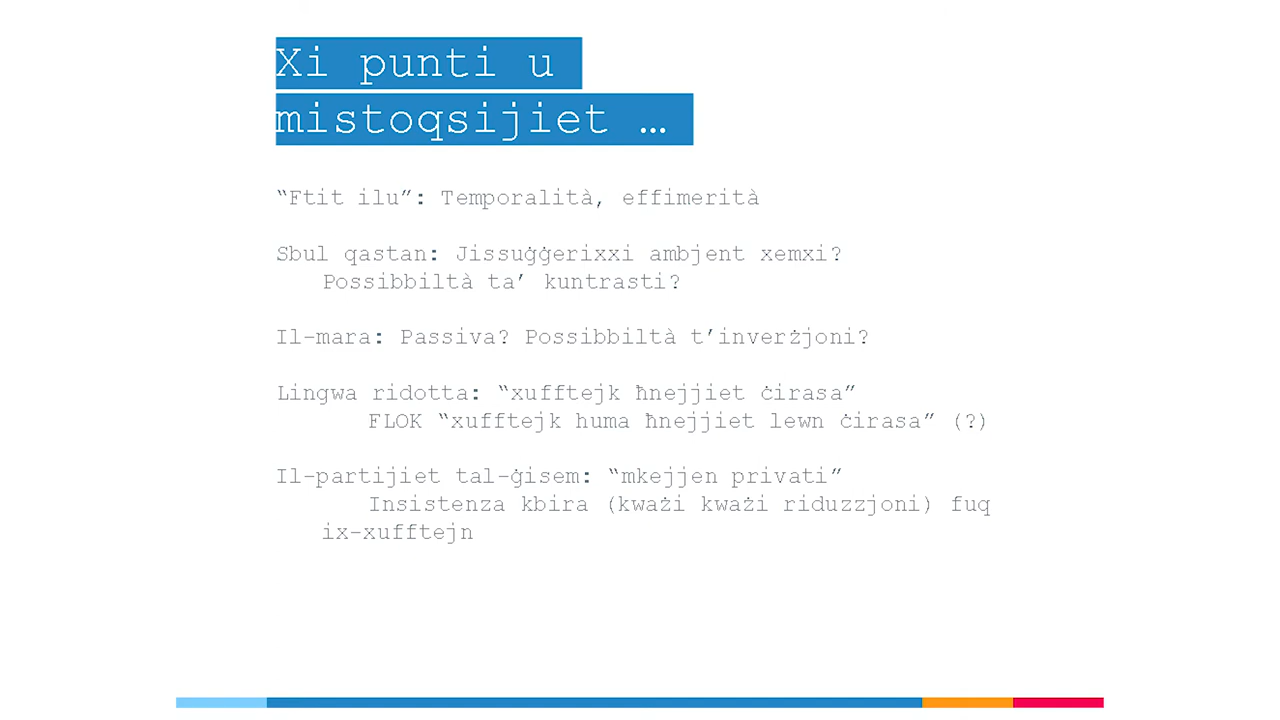 Xi punti u
mistoqsijiet …
“Ftit ilu”: Temporalità, effimerità
Sbul qastan: Jissuġġerixxi ambjent xemxi?
Possibbiltà ta’ kuntrasti?
Il-mara: Passiva? Possibbiltà t’inverżjoni?
Lingwa ridotta: “xufftejk ħnejjiet ċirasa”
FLOK “xufftejk huma ħnejjiet lewn ċirasa” (?)
Il-partijiet tal-ġisem: “mkejjen privati”
Insistenza kbira (kważi kważi riduzzjoni) fuq
ix-xufftejn